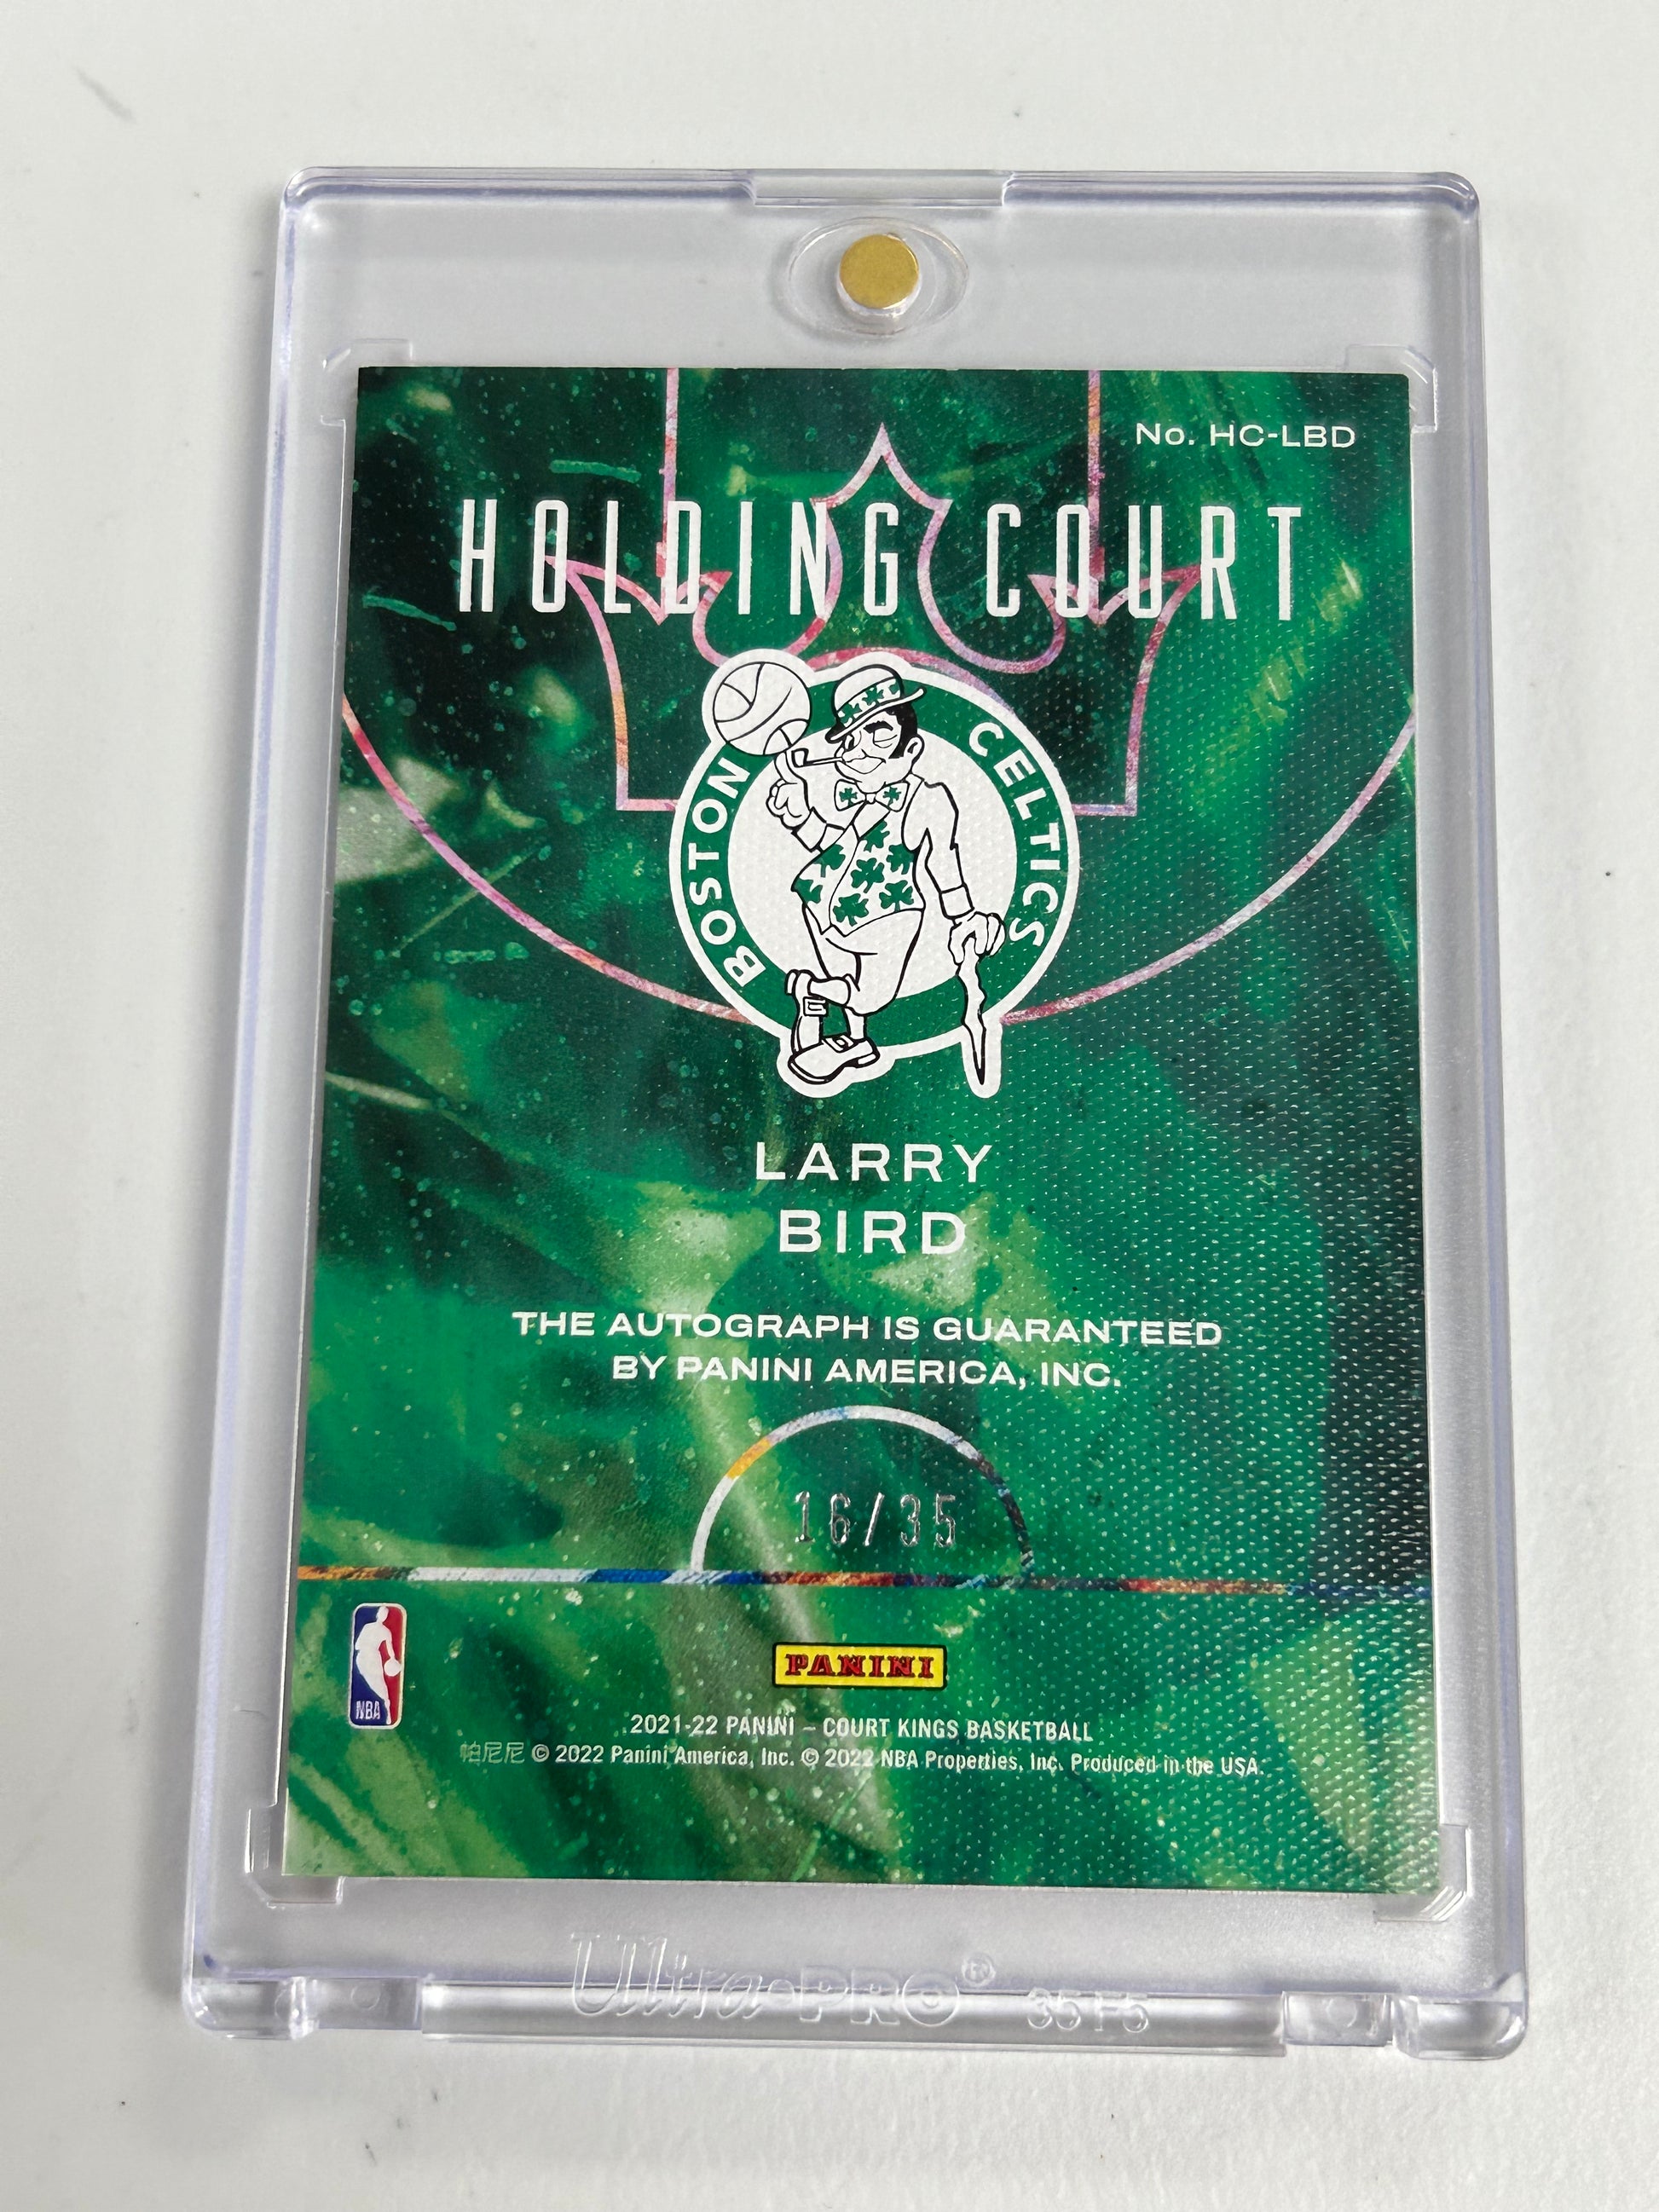 No. HC-LBD
HOLDING COURT
BOSTON CELTICS
LARRY
BIRD
THE AUTOGRAPH IS GUARANTEED
BY PANINI AMERICA, INC.
16/35
NBA
PANINI
2021-22 PANINI – COURT KINGS BASKETBALL
帕尼尼 © 2022 Panini America, Inc. © 2022 NBA Properties, Inc. Produced in the USA.
Ultra•PRO®